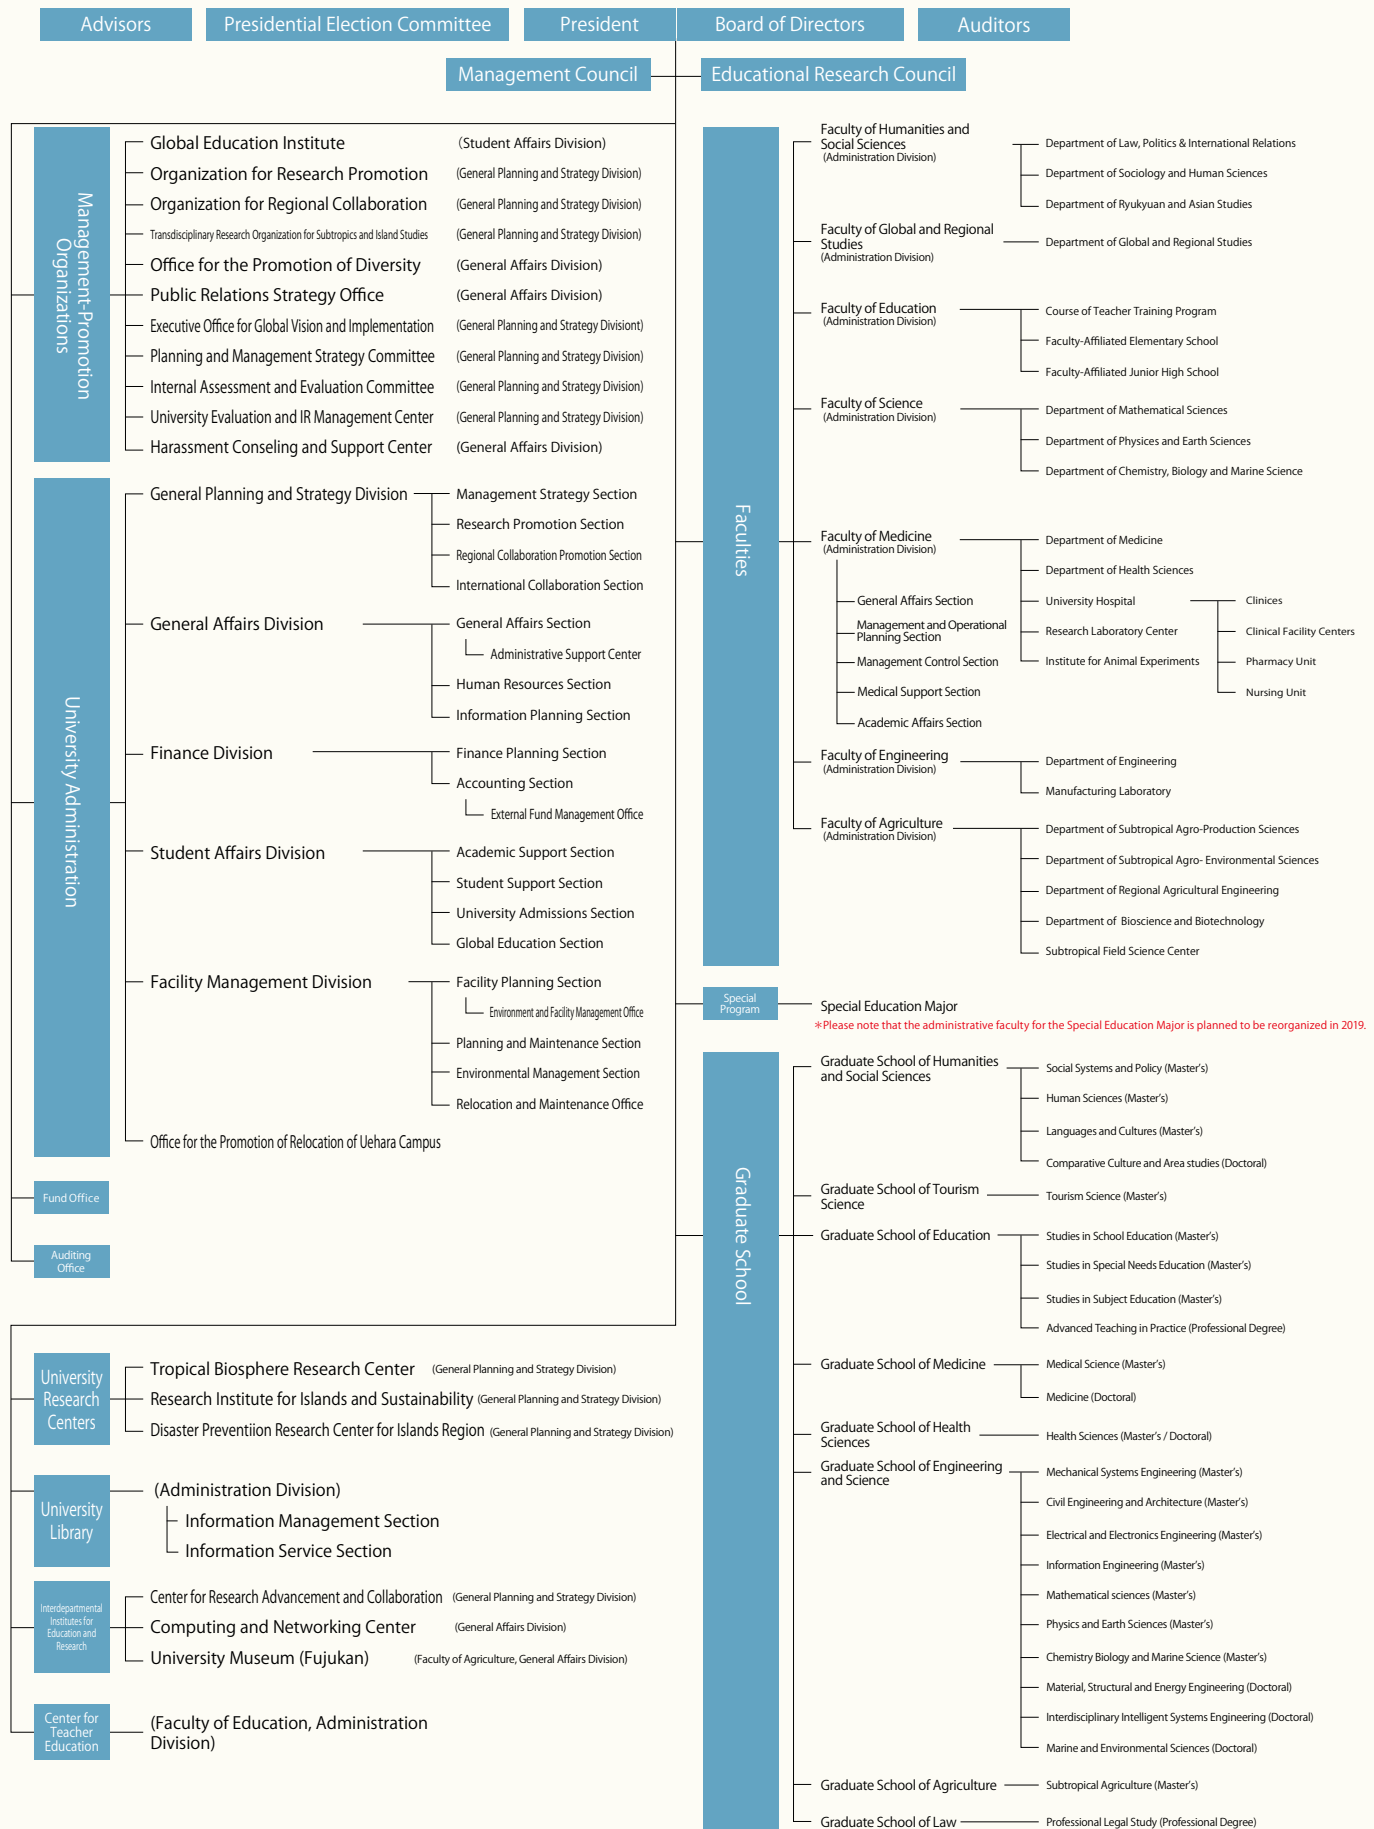 Advisors
Presidential Election Committee
President
Board of Directors
Auditors
Management Council
Educational Research Council
Management-Promotion
Organizations
Global Education Institute (Student Affairs Division)
Organization for Research Promotion (General Planning and Strategy Division)
Organization for Regional Collaboration (General Planning and Strategy Division)
Transdisciplinary Research Organization for Subtropics and Island Studies (General Planning and Strategy Division)
Office for the Promotion of Diversity (General Affairs Division)
Public Relations Strategy Office (General Affairs Division)
Executive Office for Global Vision and Implementation (General Planning and Strategy Divisiont)
Planning and Management Strategy Committee (General Planning and Strategy Division)
Internal Assessment and Evaluation Committee (General Planning and Strategy Division)
University Evaluation and IR Management Center (General Planning and Strategy Division)
Harassment Conseling and Support Center (General Affairs Division)
University Administration
General Planning and Strategy Division
Management Strategy Section
Research Promotion Section
Regional Collaboration Promotion Section
International Collaboration Section
General Affairs Division
General Affairs Section
Administrative Support Center
Human Resources Section
Information Planning Section
Finance Division
Finance Planning Section
Accounting Section
External Fund Management Office
Student Affairs Division
Academic Support Section
Student Support Section
University Admissions Section
Global Education Section
Facility Management Division
Facility Planning Section
Environment and Facility Management Office
Planning and Maintenance Section
Environmental Management Section
Relocation and Maintenance Office
Office for the Promotion of Relocation of Uehara Campus
Fund Office
Auditing
Office
University
Research
Centers
Tropical Biosphere Research Center (General Planning and Strategy Division)
Research Institute for Islands and Sustainability (General Planning and Strategy Division)
Disaster Preventiion Research Center for Islands Region (General Planning and Strategy Division)
University
Library
(Administration Division)
Information Management Section
Information Service Section
Interdepartmental
Institutes for
Education and
Research
Center for Research Advancement and Collaboration (General Planning and Strategy Division)
Computing and Networking Center (General Affairs Division)
University Museum (Fujukan) (Faculty of Agriculture, General Affairs Division)
Center for
Teacher
Education
(Faculty of Education, Administration
Division)
Faculties
Faculty of Humanities and
Social Sciences
(Administration Division)
Department of Law, Politics & International Relations
Department of Sociology and Human Sciences
Department of Ryukyuan and Asian Studies
Faculty of Global and Regional
Studies
(Administration Division)
Department of Global and Regional Studies
Faculty of Education
(Administration Division)
Course of Teacher Training Program
Faculty-Affiliated Elementary School
Faculty-Affiliated Junior High School
Faculty of Science
(Administration Division)
Department of Mathematical Sciences
Department of Physices and Earth Sciences
Department of Chemistry, Biology and Marine Science
Faculty of Medicine
(Administration Division)
General Affairs Section
Management and Operational
Planning Section
Management Control Section
Medical Support Section
Academic Affairs Section
Department of Medicine
Department of Health Sciences
University Hospital
Research Laboratory Center
Institute for Animal Experiments
Clinices
Clinical Facility Centers
Pharmacy Unit
Nursing Unit
Faculty of Engineering
(Administration Division)
Department of Engineering
Manufacturing Laboratory
Faculty of Agriculture
(Administration Division)
Department of Subtropical Agro-Production Sciences
Department of Subtropical Agro- Environmental Sciences
Department of Regional Agricultural Engineering
Department of Bioscience and Biotechnology
Subtropical Field Science Center
Special
Program
Special Education Major
＊Please note that the administrative faculty for the Special Education Major is planned to be reorganized in 2019.
Graduate School
Graduate School of Humanities
and Social Sciences
Social Systems and Policy (Master's)
Human Sciences (Master's)
Languages and Cultures (Master's)
Comparative Culture and Area studies (Doctoral)
Graduate School of Tourism
Science
Tourism Science (Master's)
Graduate School of Education
Studies in School Education (Master's)
Studies in Special Needs Education (Master's)
Studies in Subject Education (Master's)
Advanced Teaching in Practice (Professional Degree)
Graduate School of Medicine
Medical Science (Master's)
Medicine (Doctoral)
Graduate School of Health
Sciences
Health Sciences (Master's / Doctoral)
Graduate School of Engineering
and Science
Mechanical Systems Engineering (Master's)
Civil Engineering and Architecture (Master's)
Electrical and Electronics Engineering (Master's)
Information Engineering (Master's)
Mathematical sciences (Master's)
Physics and Earth Sciences (Master's)
Chemistry Biology and Marine Science (Master's)
Material, Structural and Energy Engineering (Doctoral)
Interdisciplinary Intelligent Systems Engineering (Doctoral)
Marine and Environmental Sciences (Doctoral)
Graduate School of Agriculture
Subtropical Agriculture (Master's)
Graduate School of Law
Professional Legal Study (Professional Degree)